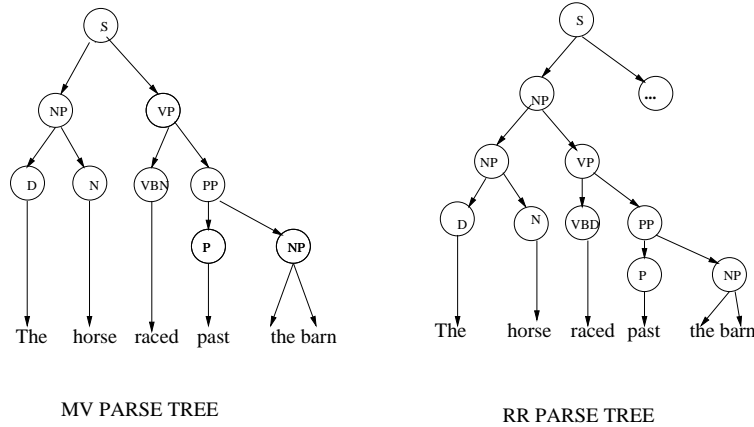 S
NP VP
D N VBN PP
P NP
The horse raced past the barn
MV PARSE TREE
S
NP ...
NP VP
D N VBD PP
P NP
The horse raced past the barn
RR PARSE TREE